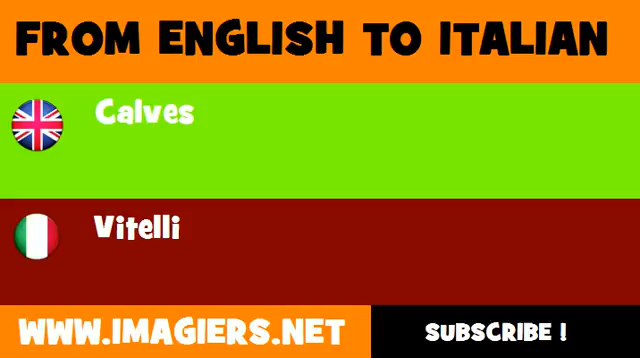 FROM ENGLISH TO ITALIAN
Calves
Vitelli
WWW.IMAGIERS.NET
SUBSCRIBE !